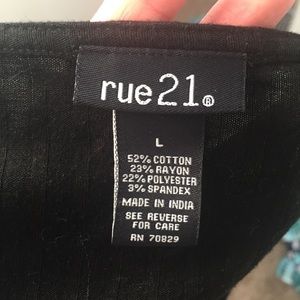 rue21®
L
52% COTTON
23% RAYON
22% POLYESTER
3% SPANDEX
MADE IN INDIA
SEE REVERSE
FOR CARE
RN 70829